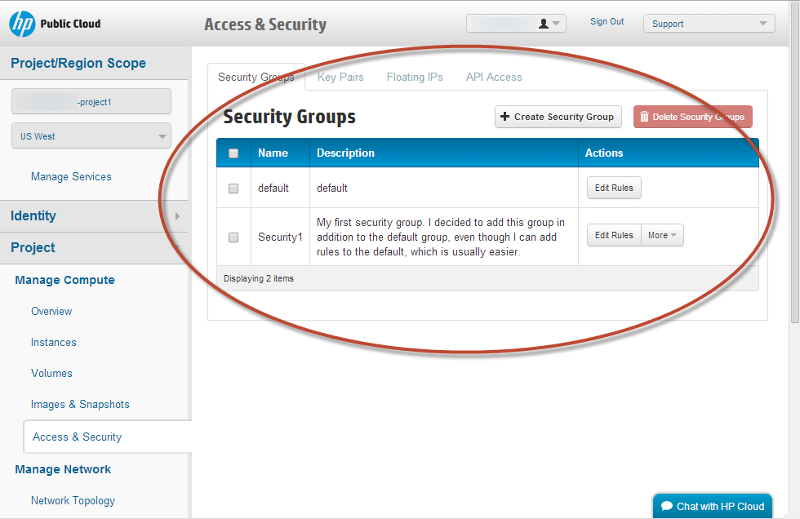 hp Public Cloud
Access & Security
Sign Out
Support
Project/Region Scope
-project1
US West
Manage Services
Identity
Project
Manage Compute
Overview
Instances
Volumes
Images & Snapshots
Access & Security
Manage Network
Network Topology
Security Groups Key Pairs Floating IPs API Access
Security Groups
Create Security Group
Delete Security Groups
Name Description Actions
default default Edit Rules
Security1
My first security group. I decided to add this group in
addition to the default group, even though I can add
rules to the default, which is usually easier.
Edit Rules More
Displaying 2 items
Chat with HP Cloud